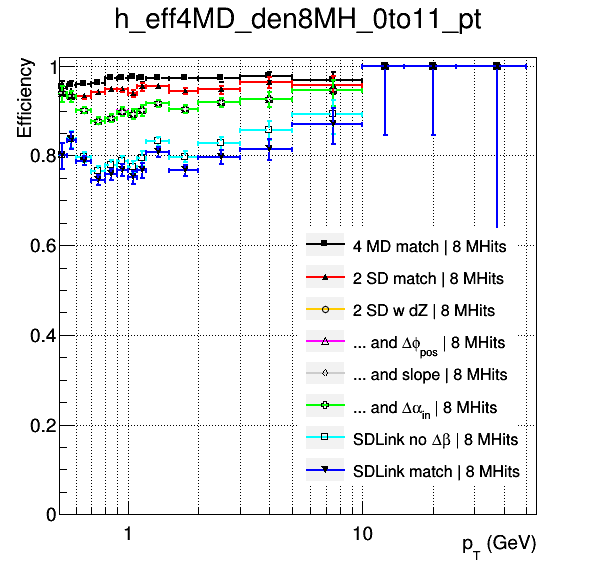 h_eff4MD_den8MH_0to11_pt
Efficiency
1
0.8
0.6
0.4
0.2
0
4 MD match | 8 MHits
2 SD match | 8 MHits
2 SD w dZ | 8 MHits
... and Δϕpos | 8 MHits
... and slope | 8 MHits
... and Δαin | 8 MHits
SDLink no Δβ | 8 MHits
SDLink match | 8 MHits
1
10
pT (GeV)